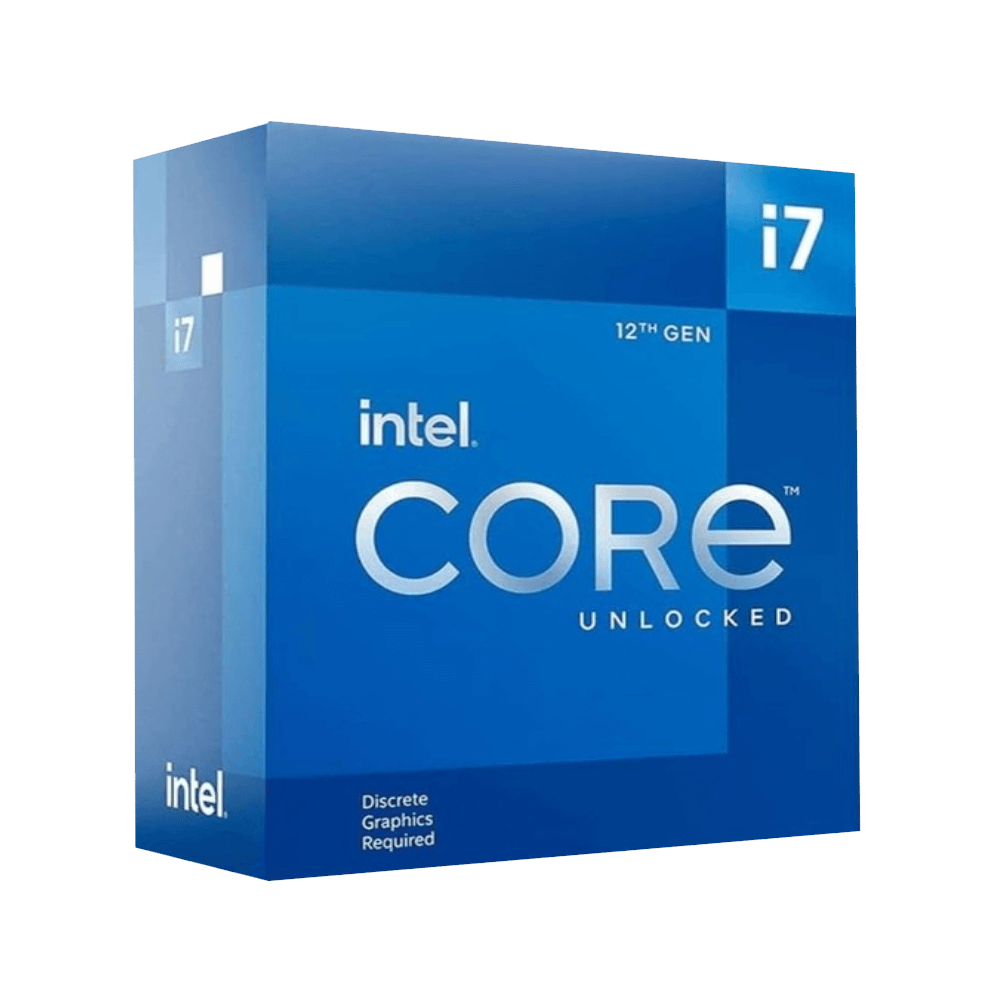 i7
intel.
i7
12TH GEN
intel.
CORe™
UNLOCKED
Discrete
Graphics
Required